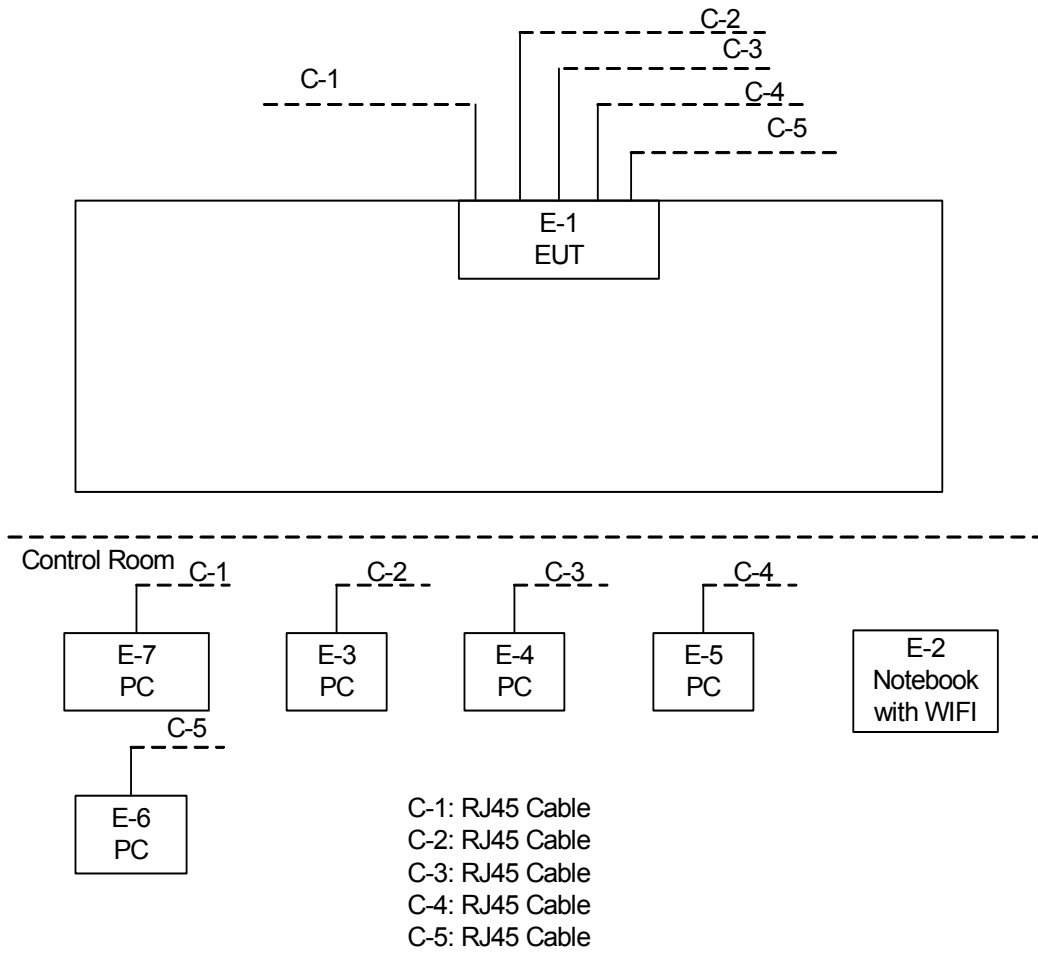 C-2
C-3
C-1
C-4
C-5
E-1
EUT
Control Room
C-1
C-2
C-3
C-4
E-7
PC
E-3
PC
E-4
PC
E-5
PC
E-2
Notebook
with WIFI
C-5
E-6
PC
C-1: RJ45 Cable
C-2: RJ45 Cable
C-3: RJ45 Cable
C-4: RJ45 Cable
C-5: RJ45 Cable